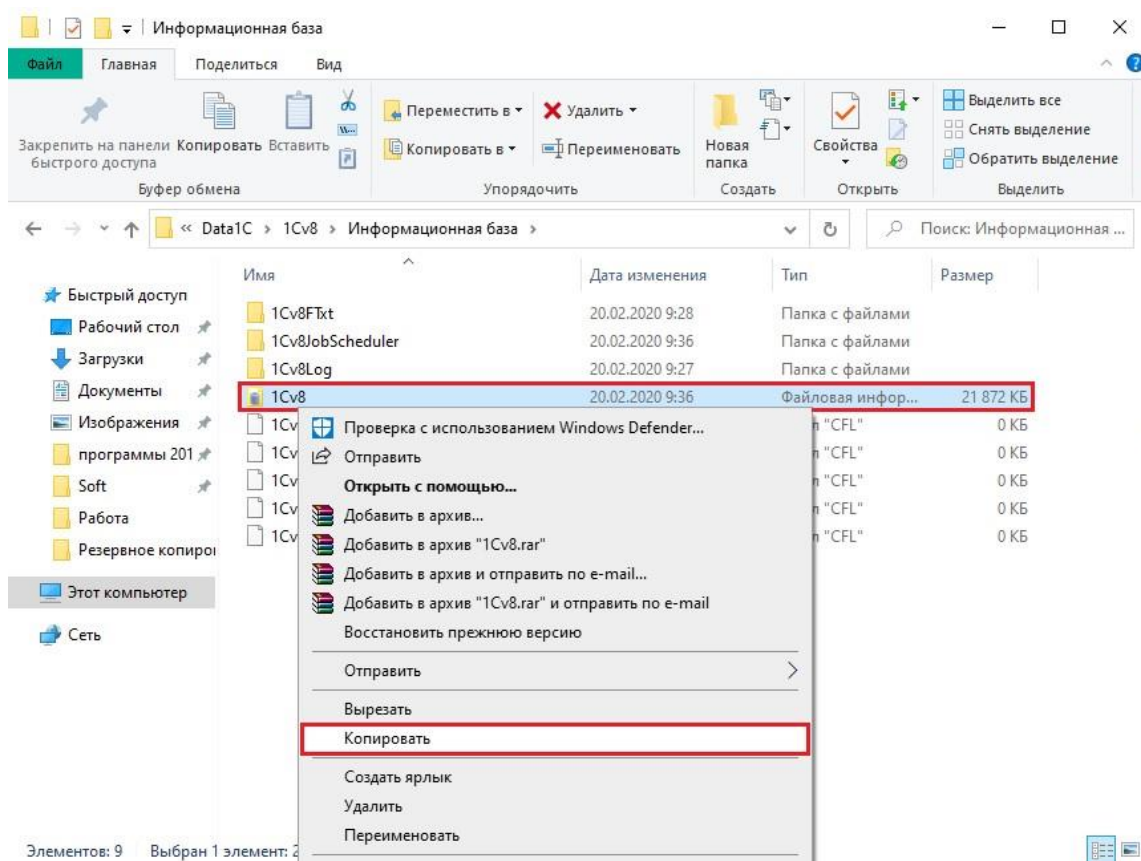 Информационная база
Файл Главная Поделиться Вид
Закрепить на панели быстрого доступа
Копировать
Вставить
Переместить в
Копировать в
Удалить
Переименовать
Новая папка
Свойства
Выделить все
Снять выделение
Обратить выделение
Буфер обмена Упорядочить Создать Открыть Выделить
« Data1C > 1Cv8 > Информационная база >
Поиск: Информационная ...
Имя Дата изменения Тип Размер
Быстрый доступ
Рабочий стол
Загрузки
Документы
Изображения
программы 201
Soft
Работа
Резервное копиро
Этот компьютер
Сеть
1Cv8FTxt 20.02.2020 9:28 Папка с файлами
1Cv8JobScheduler 20.02.2020 9:36 Папка с файлами
1Cv8Log 20.02.2020 9:27 Папка с файлами
1Cv8 20.02.2020 9:36 Файловая инфор... 21 872 КБ
1Cv "CFL" 0 КБ
1Cv "CFL" 0 КБ
1Cv "CFL" 0 КБ
1Cv "CFL" 0 КБ
1Cv "CFL" 0 КБ
Проверка с использованием Windows Defender...
Отправить
Открыть с помощью...
Добавить в архив...
Добавить в архив "1Cv8.rar"
Добавить в архив и отправить по e-mail...
Добавить в архив "1Cv8.rar" и отправить по e-mail
Восстановить прежнюю версию
Отправить
Вырезать
Копировать
Создать ярлык
Удалить
Переименовать
Элементов: 9 Выбран 1 элемент: 2